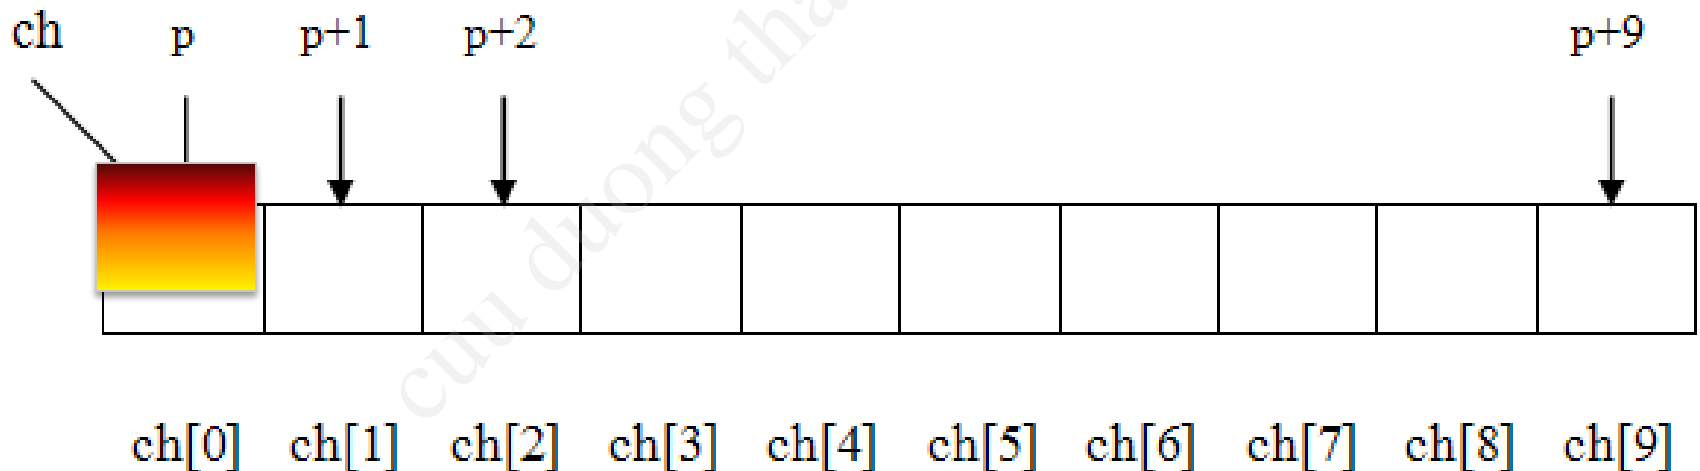 ch p p+1 p+2 p+9
cuu duong tha
ch[0] ch[1] ch[2] ch[3] ch[4] ch[5] ch[6] ch[7] ch[8] ch[9]